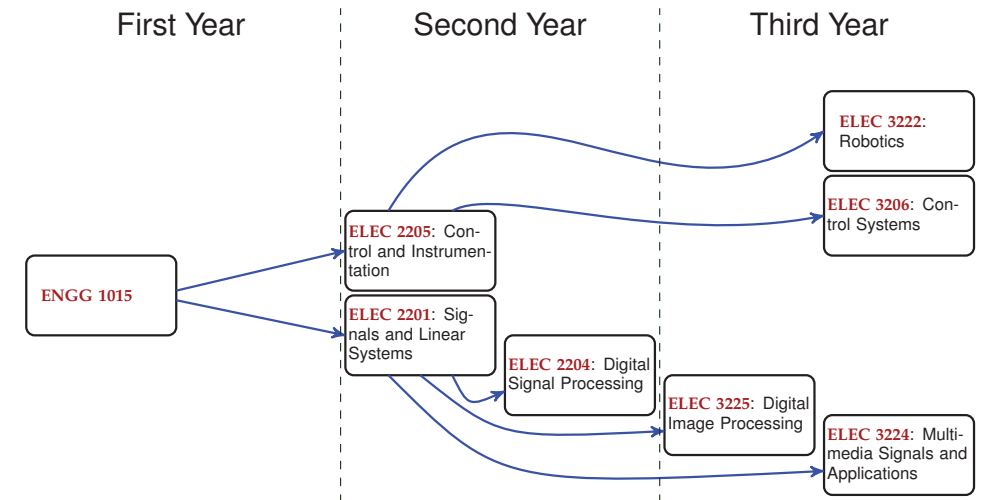 First Year
Second Year
Third Year
ELEC 3222:
Robotics
ELEC 3206: Con-
trol Systems
ELEC 2205: Con-
trol and Instrumen-
tation
ENGG 1015
ELEC 2201: Sig-
nals and Linear
Systems
ELEC 2204: Digital
Signal Processing
ELEC 3225: Digital
Image Processing
ELEC 3224: Multi-
media Signals and
Applications